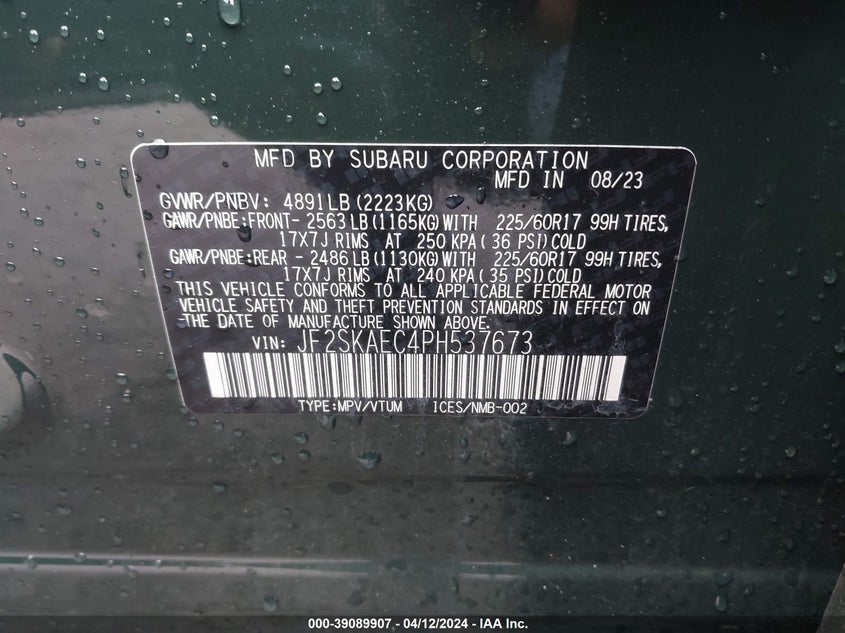 MFD BY SUBARU CORPORATION
MFD IN 08/23
GVWR/PNBV: 4891LB (2223KG)
GAWR/PNBE:FRONT- 2563LB(1165KG)WITH 225/60R17 99H TIRES,
17X7J RIMS AT 250 KPA( 36 PSI)COLD
GAWR/PNBE:REAR - 2486LB(1130KG)WITH 225/60R17 99H TIRES,
17X7J RIMS AT 240 KPA( 35 PSI)COLD
THIS VEHICLE CONFORMS TO ALL APPLICABLE FEDERAL MOTOR
VEHICLE SAFETY AND THEFT PREVENTION STANDARDS IN EFFECT ON
THE DATE OF MANUFACTURE SHOWN ABOVE.
VIN: JF2SKAEC4PH537673
TYPE:MPV/VTUM ICES/NMB-002
000-39089907 - 04/12/2024 - IAA Inc.